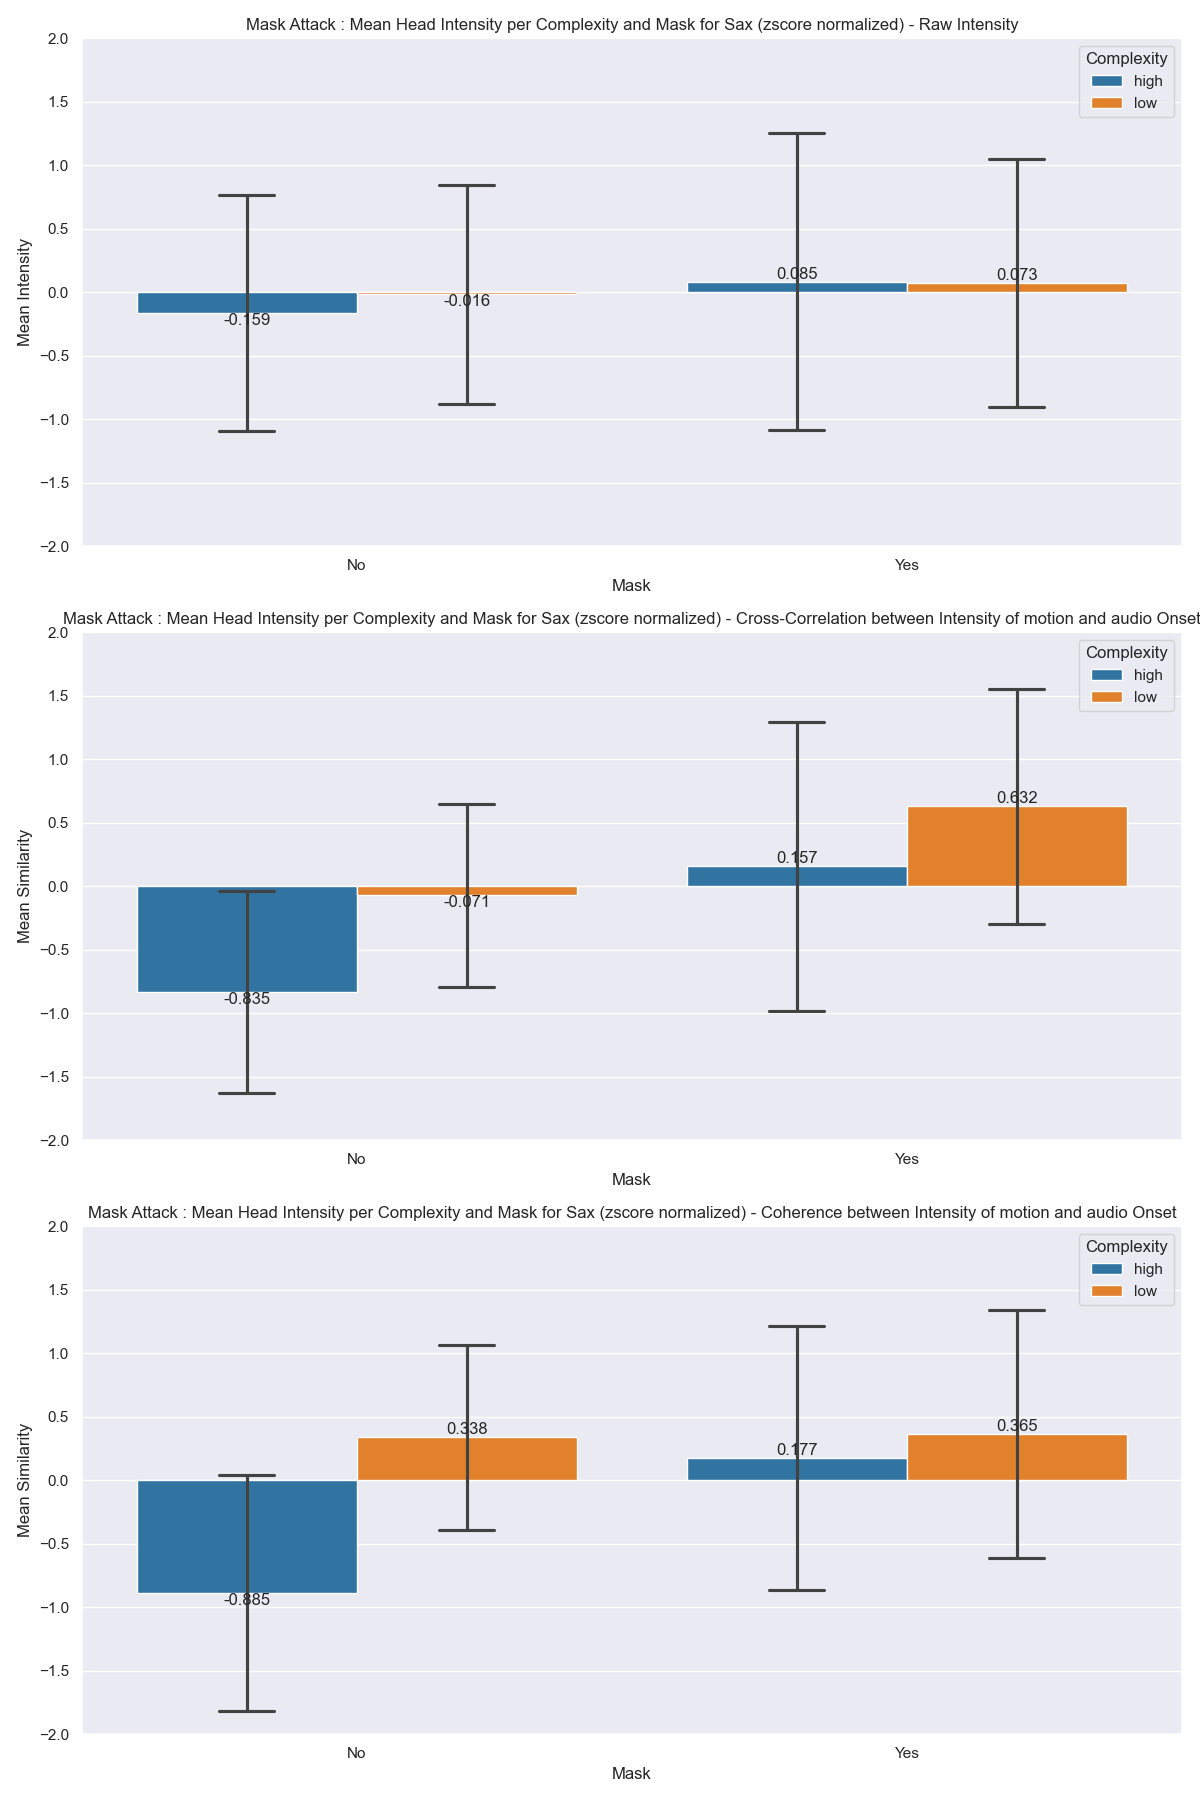 Mask Attack : Mean Head Intensity per Complexity and Mask for Sax (zscore normalized) - Raw Intensity
2.0
1.5
1.0
0.5
0.0
−0.5
−1.0
−1.5
−2.0
Mean Intensity
Complexity
high
low
-0.159
-0.016
0.085
0.073
No
Yes
Mask
Mask Attack : Mean Head Intensity per Complexity and Mask for Sax (zscore normalized) - Cross-Correlation between Intensity of motion and audio Onset
2.0
1.5
1.0
0.5
0.0
−0.5
−1.0
−1.5
−2.0
Mean Similarity
Complexity
high
low
-0.835
-0.071
0.157
0.632
No
Yes
Mask
Mask Attack : Mean Head Intensity per Complexity and Mask for Sax (zscore normalized) - Coherence between Intensity of motion and audio Onset
2.0
1.5
1.0
0.5
0.0
−0.5
−1.0
−1.5
−2.0
Mean Similarity
Complexity
high
low
-0.885
0.338
0.177
0.365
No
Yes
Mask